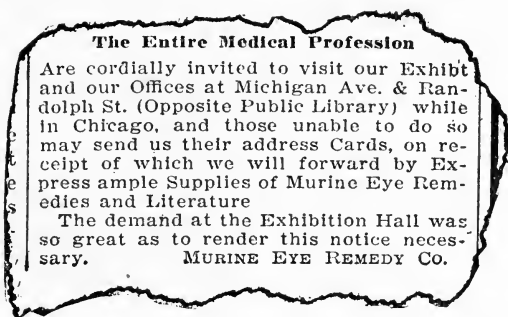 The Entire Medical Profession
Are cordially invited to visit our Exhibit
and our Offices at Michigan Ave. & Ran-
dolph St. (Opposite Public Library) while
in Chicago, and those unable to do so
may send us their address Cards, on re-
ceipt of which we will forward by Ex-
press ample Supplies of Murine Eye Rem-
edies and Literature
The demand at the Exhibition Hall was
so great as to render this notice neces-
sary. MURINE EYE REMEDY CO.